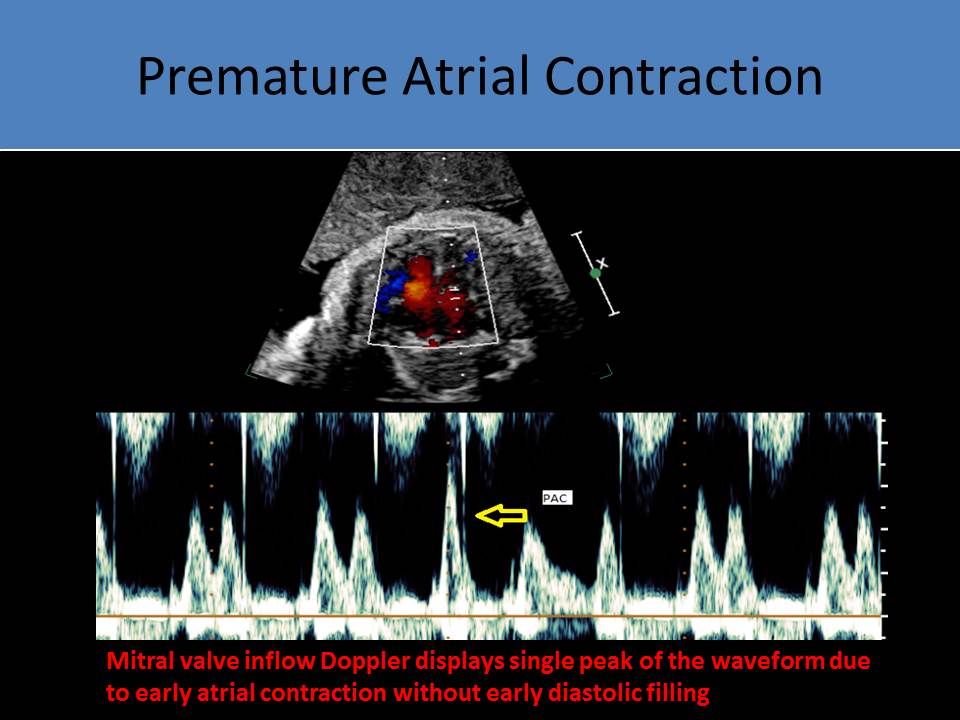 Premature Atrial Contraction
X
PAC
Mitral valve inflow Doppler displays single peak of the waveform due
to early atrial contraction without early diastolic filling